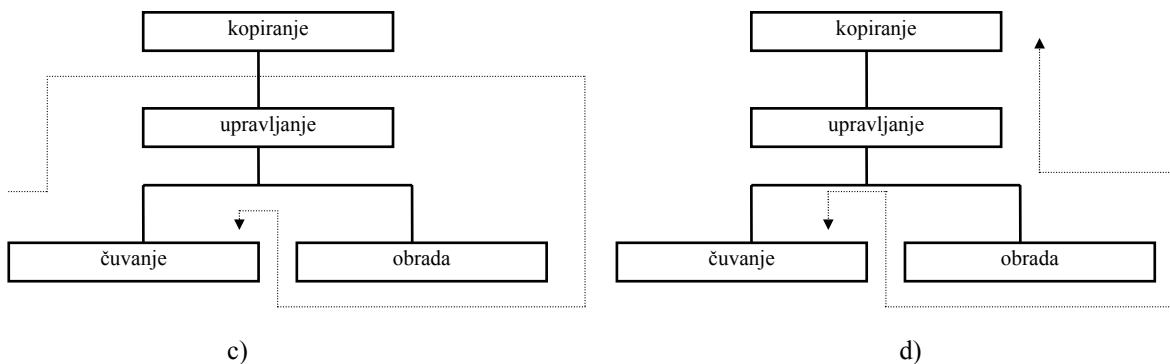 kopiranje
upravljanje
čuvanje
obrada
c)
kopiranje
upravljanje
čuvanje
obrada
d)